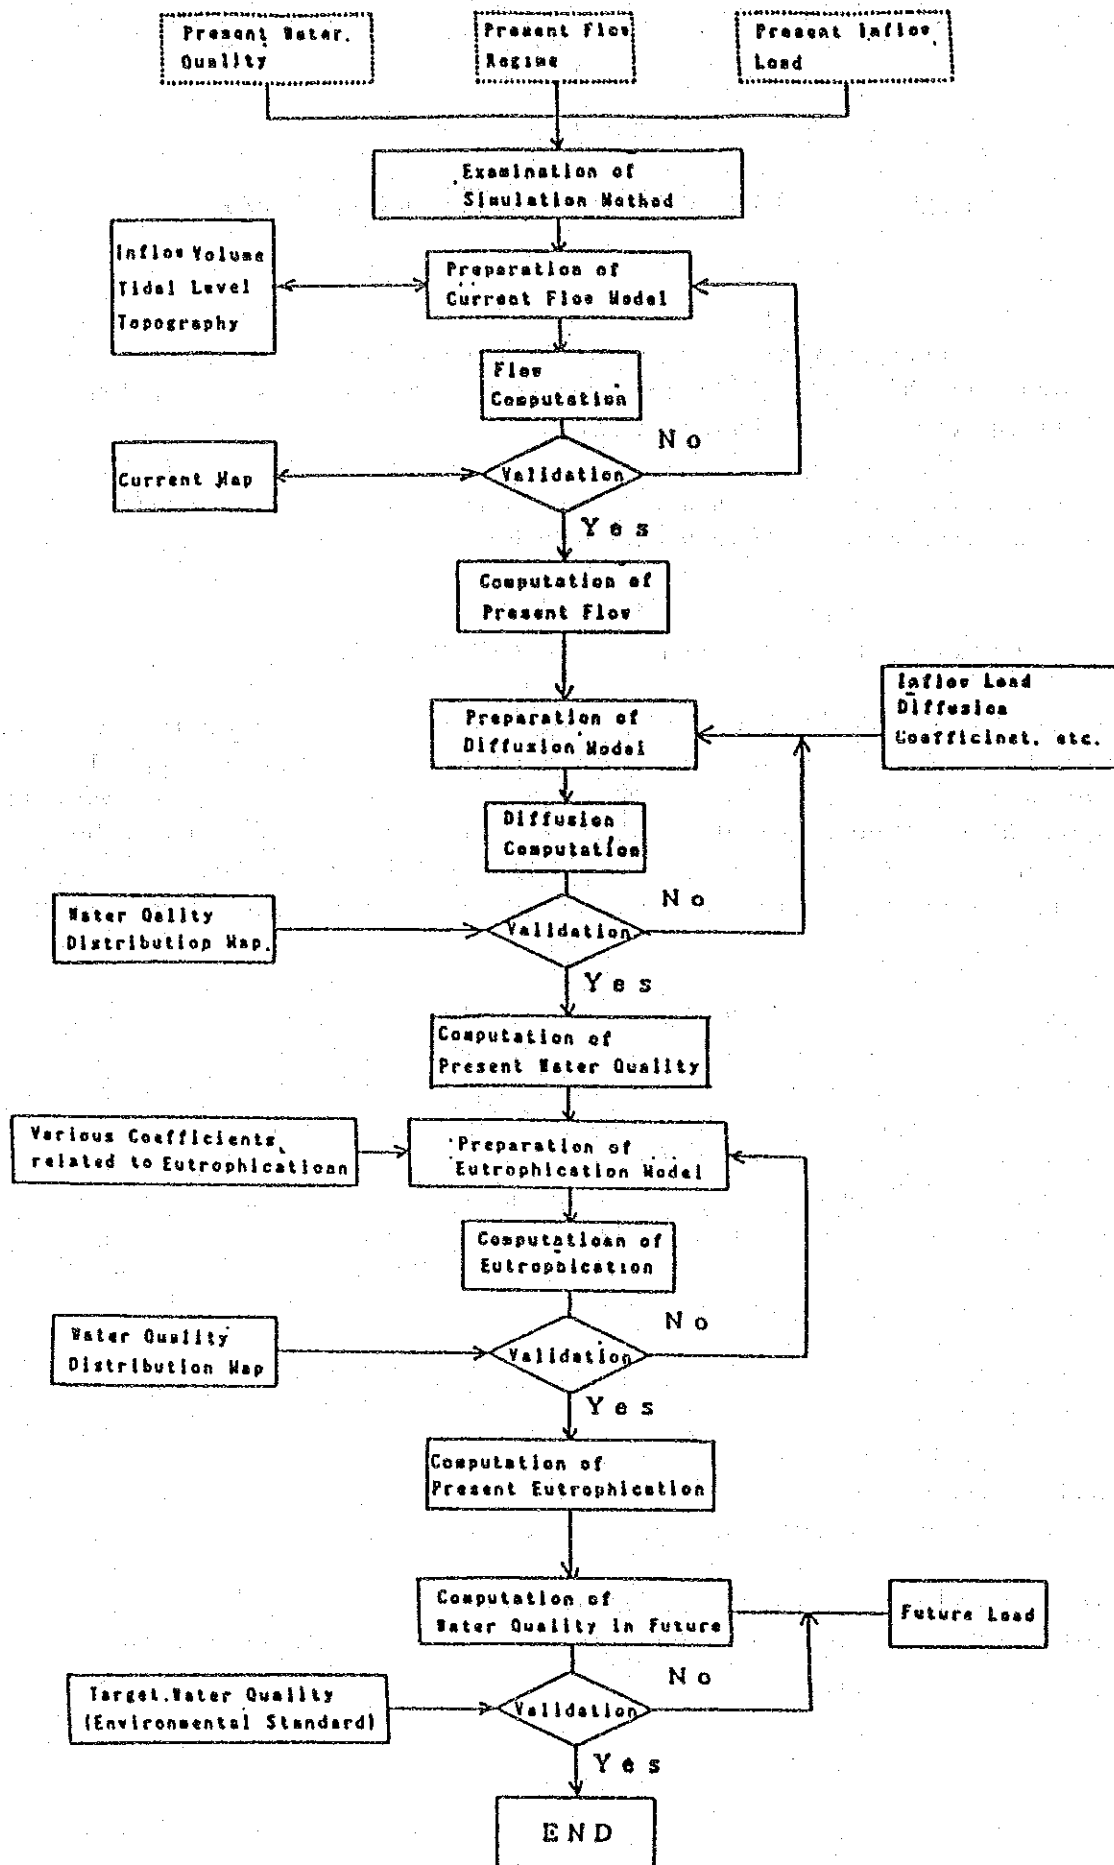 Present Water.
Quality
Present Flow
Regime
Present Inflow
Load
Examination of
Simulation Method
Inflow Volume
Tidal Level
Topography
Preparation of
Current Flow Model
Flow
Computation
No
Current Map
Validation
Yes
Computation of
Present Flow
Inflow Load
Diffusion
Coefficinet. etc.
Preparation of
Diffusion Model
Diffusion
Computation
No
Water Qality
Distribution Map.
Validation
Yes
Computation of
Present Water Quality
Various Coefficients
related to Eutrophicatioan
Preparation of
Eutrophication Model
Computatioan of
Eutrophication
No
Water Quality
Distribution Map
Validation
Yes
Computation of
Present Eutrophication
Computation of
Water Quality in Future
Future Load
No
Target.Water Quality
(Environmental Standard)
Validation
Yes
END